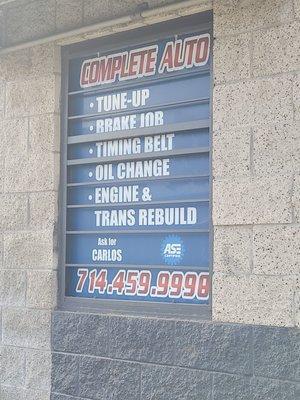 COMPLETE AUTO
• TUNE-UP
• BRAKE JOB
• TIMING BELT
• OIL CHANGE
• ENGINE &
TRANS REBUILD
Ask for
CARLOS
ASE
CERTIFIED
714.459.9998